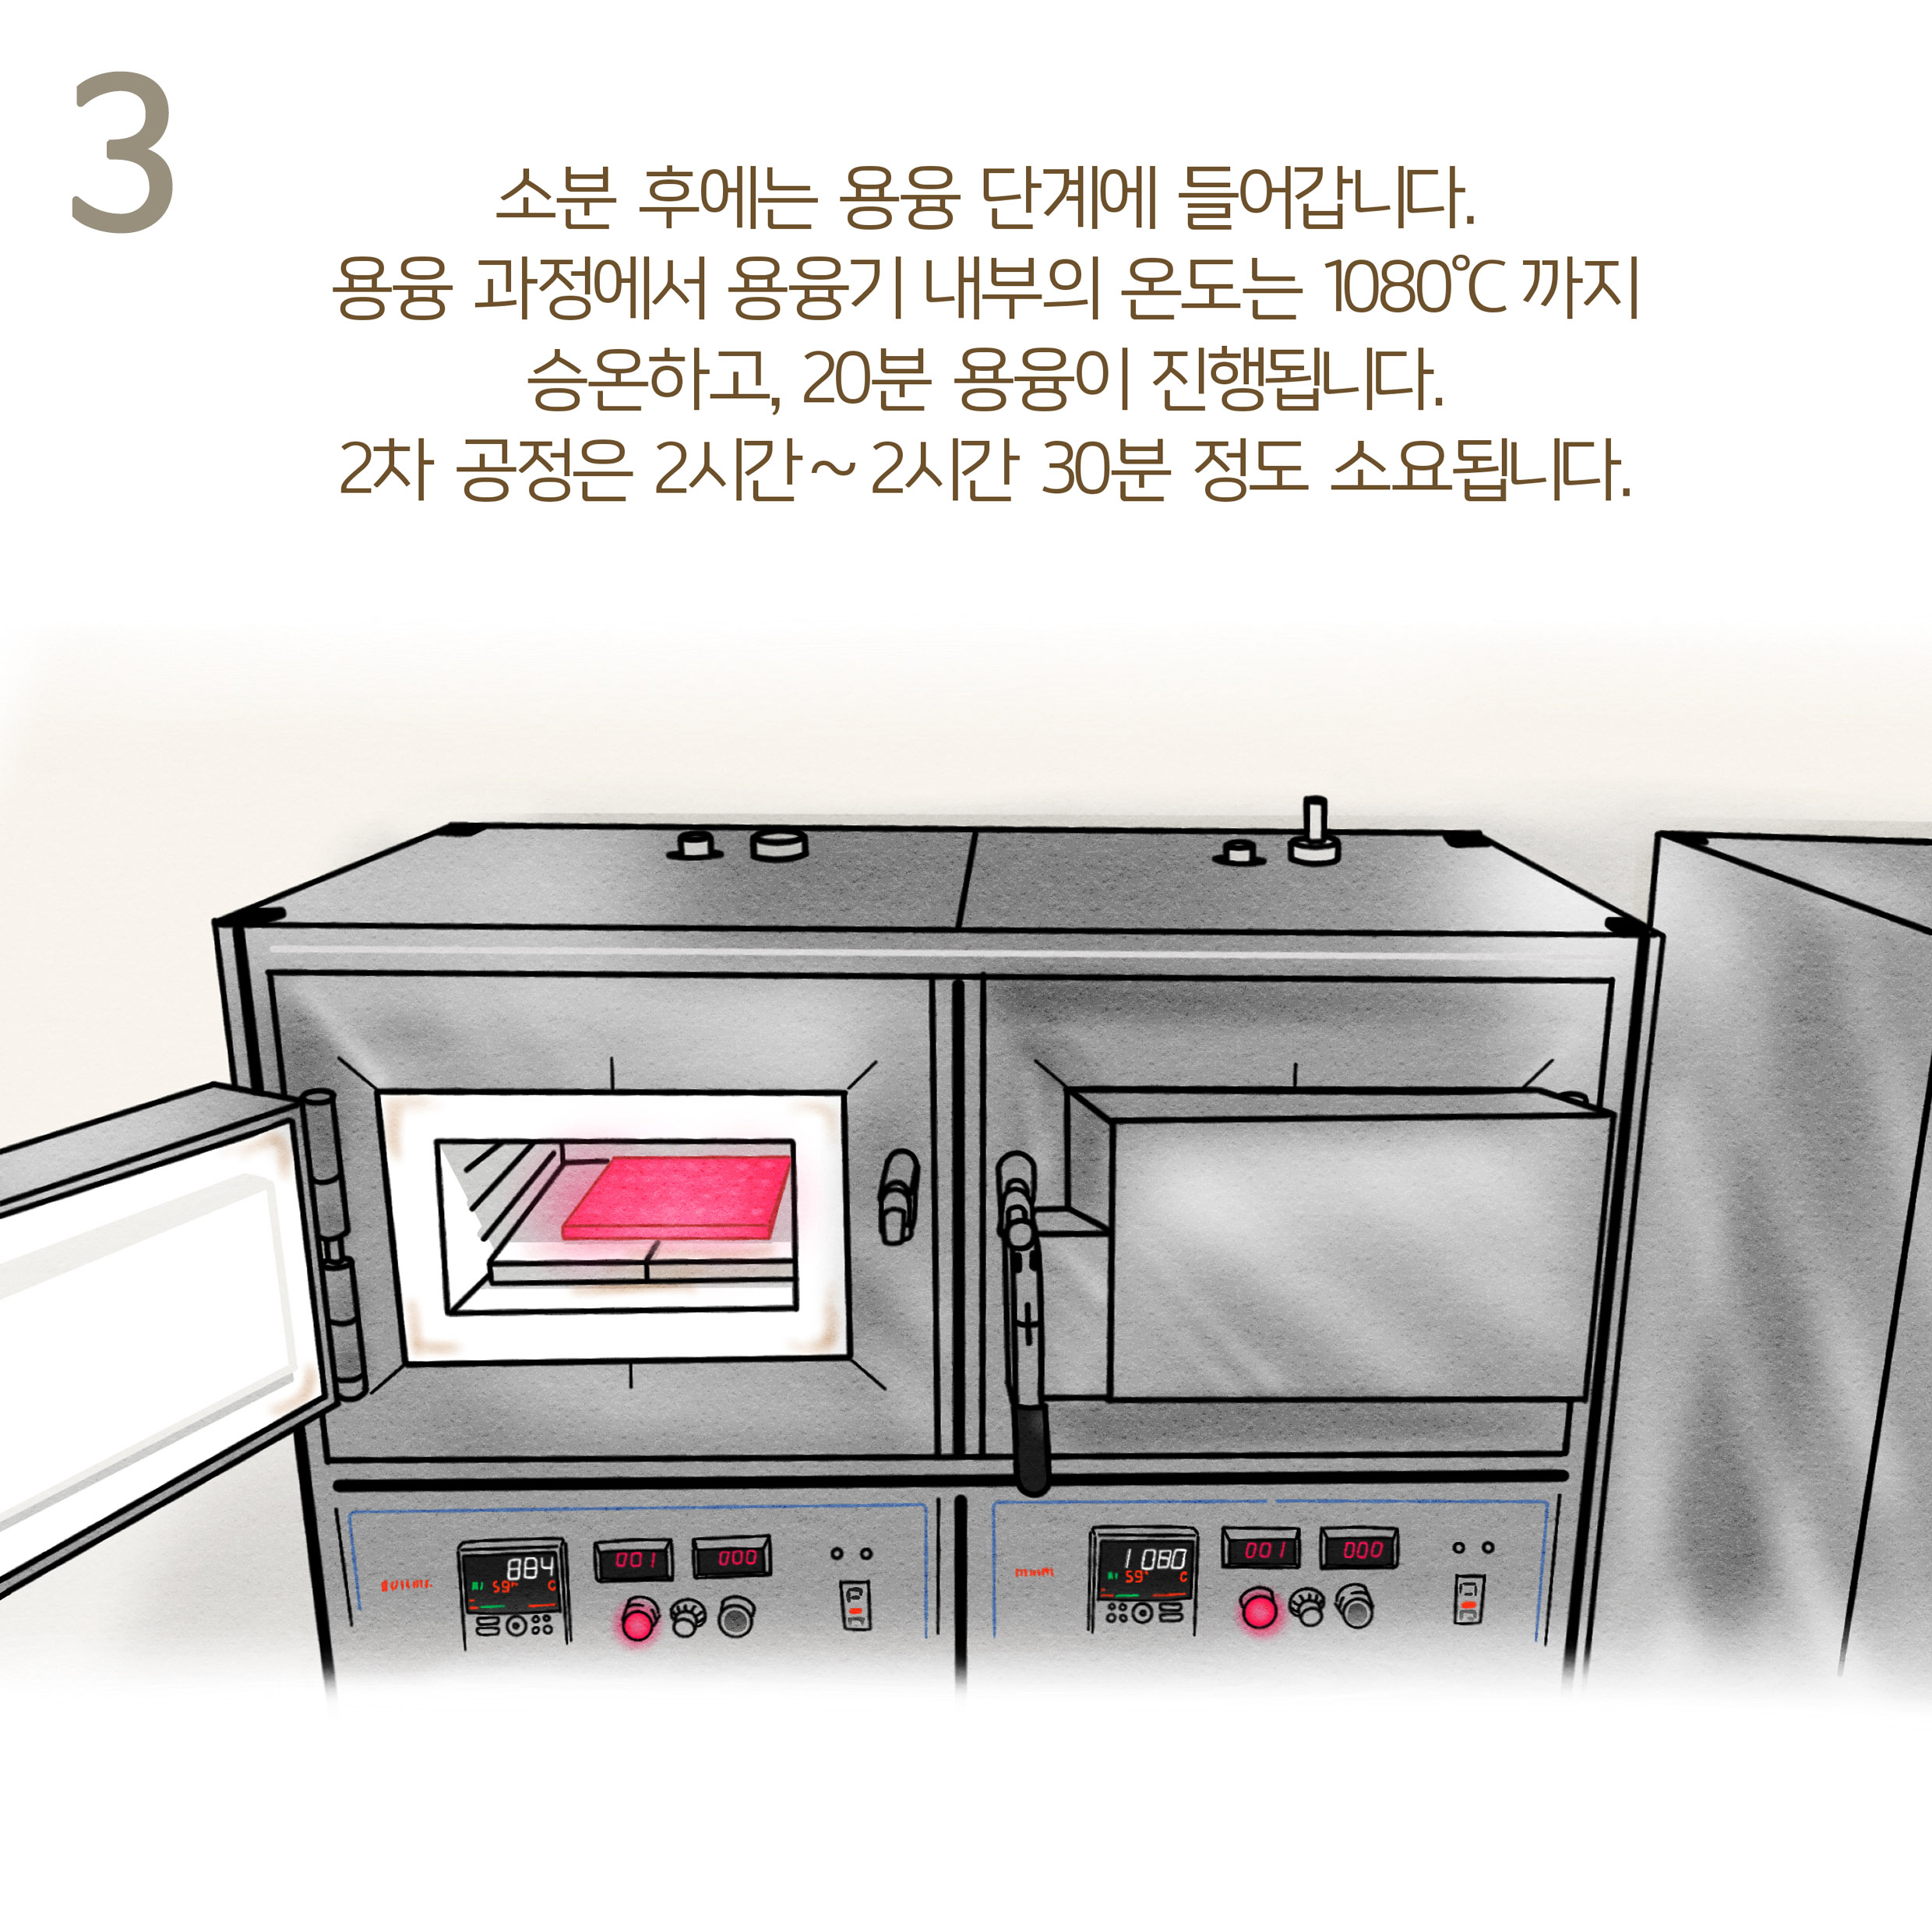 3
소분 후에는 용융 단계에 들어갑니다.
용융 과정에서 용융기 내부의 온도는 1080℃ 까지
승온하고, 20분 용융이 진행됩니다.
2차 공정은 2시간 ~ 2시간 30분 정도 소요됩니다.
884 001 000
59
C
1080 001 000
59
C